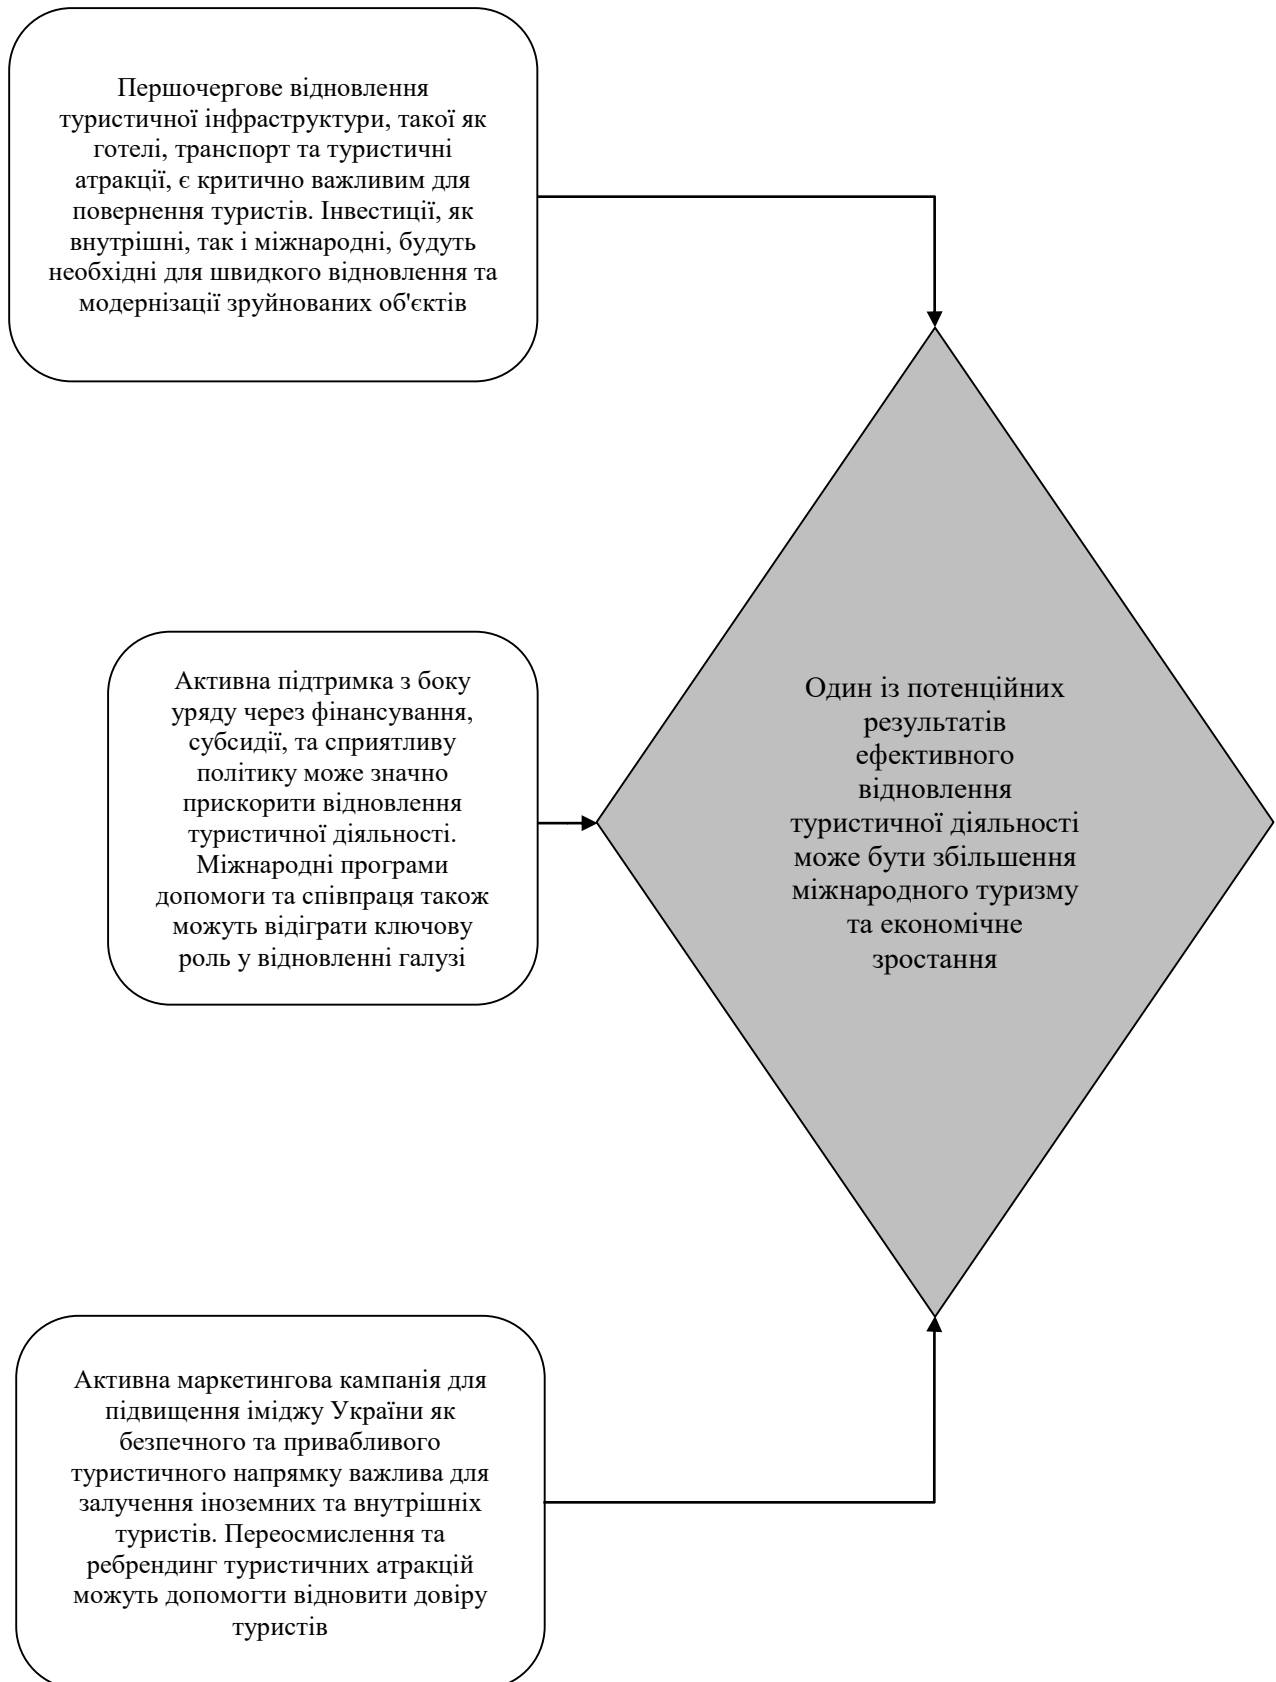 Першочергове відновлення
туристичної інфраструктури, такої як
готелі, транспорт та туристичні
атракції, є критично важливим для
повернення туристів. Інвестиції, як
внутрішні, так і міжнародні, будуть
необхідні для швидкого відновлення та
модернізації зруйнованих об'єктів
Активна підтримка з боку
уряду через фінансування,
субсидії, та сприятливу
політику може значно
прискорити відновлення
туристичної діяльності.
Міжнародні програми
допомоги та співпраця також
можуть відіграти ключову
роль у відновленні галузі
Один із потенційних
результатів
ефективного
відновлення
туристичної діяльності
може бути збільшення
міжнародного туризму
та економічне
зростання
Активна маркетингова кампанія для
підвищення іміджу України як
безпечного та привабливого
туристичного напрямку важлива для
залучення іноземних та внутрішніх
туристів. Переосмислення та
ребрендинг туристичних атракцій
можуть допомогти відновити довіру
туристів